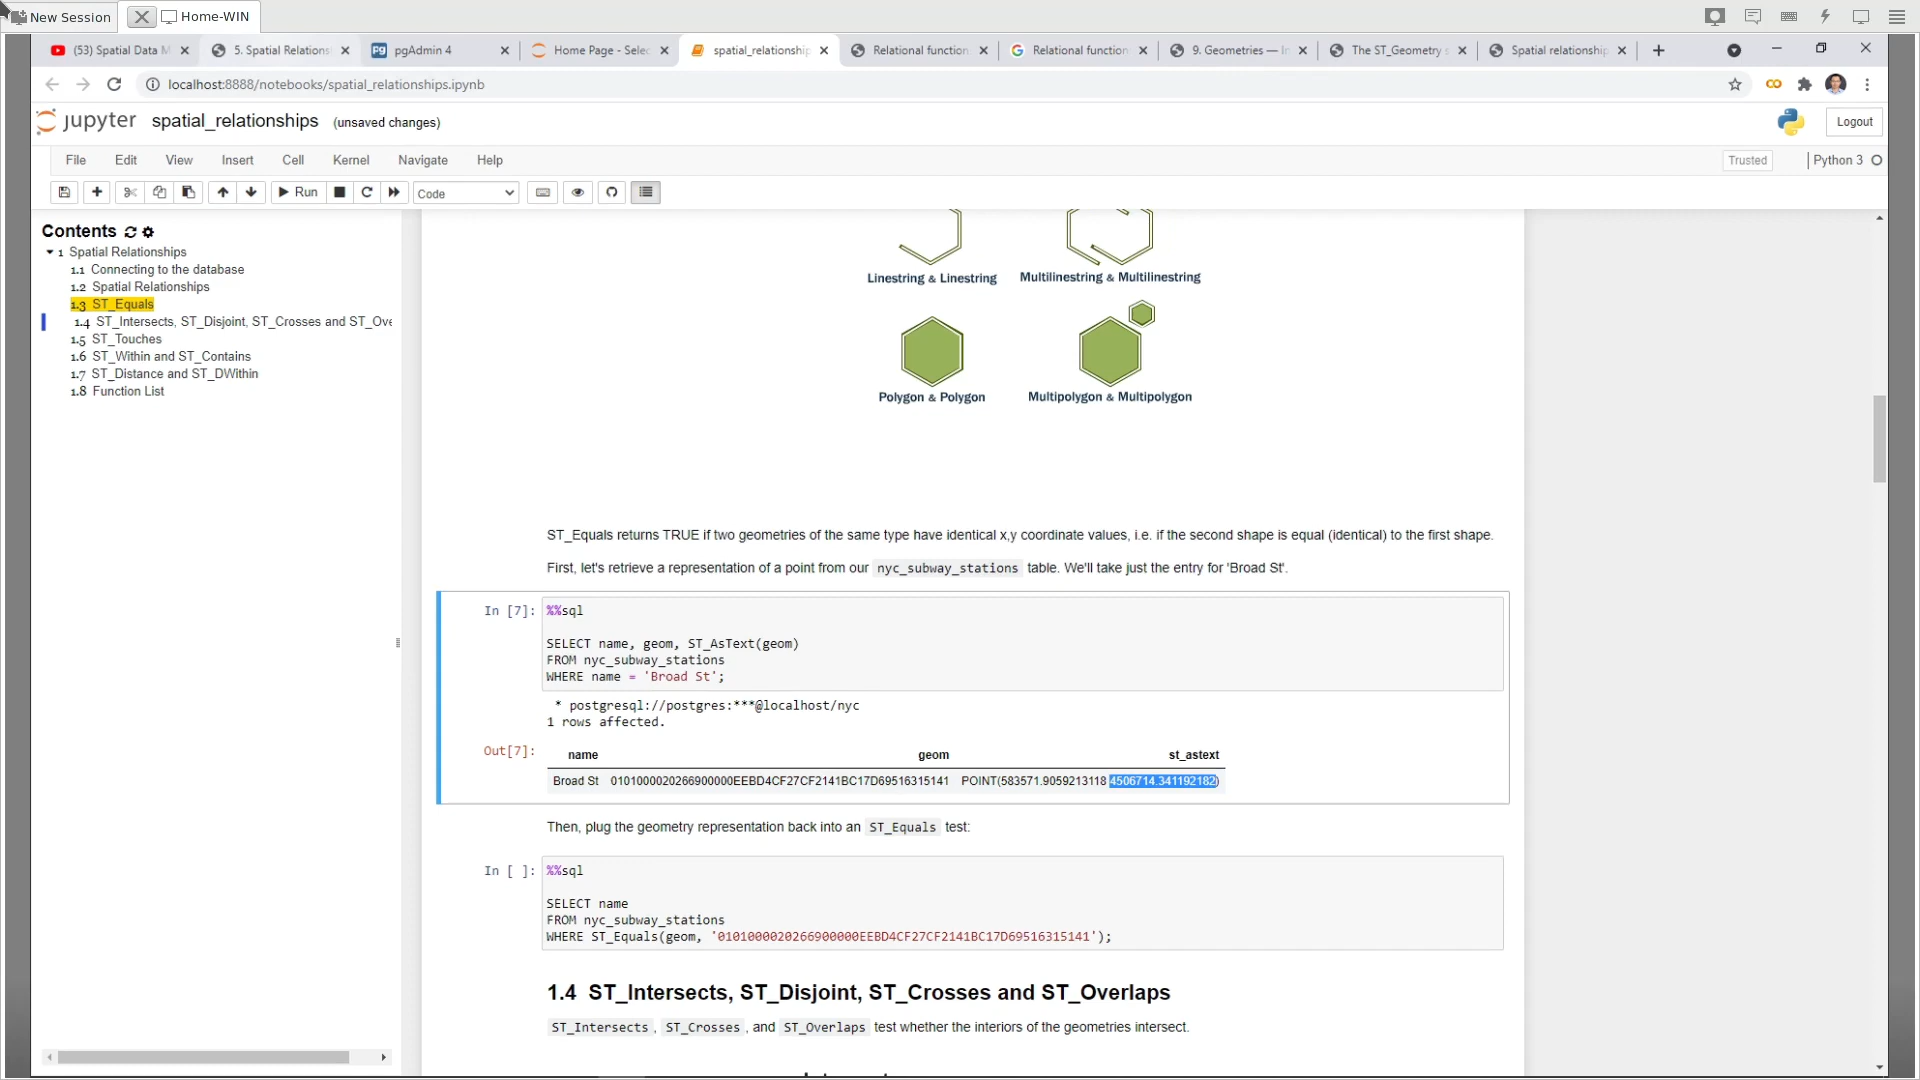 New Session
Home-WIN
(53) Spatial Data M
5. Spatial Relations
pgAdmin 4
Home Page - Selec
spatial_relationship
Relational function
Relational function
9. Geometries — In
The ST_Geometry s
Spatial relationship
localhost:8888/notebooks/spatial_relationships.ipynb
jupyter spatial_relationships (unsaved changes)
Logout
File Edit View Insert Cell Kernel Navigate Help
Trusted
Python 3
Run
Code
Contents
1 Spatial Relationships
1.1 Connecting to the database
1.2 Spatial Relationships
1.3 ST_Equals
1.4 ST_Intersects, ST_Disjoint, ST_Crosses and ST_Ove
1.5 ST_Touches
1.6 ST_Within and ST_Contains
1.7 ST_Distance and ST_DWithin
1.8 Function List
Linestring & Linestring
Multilinestring & Multilinestring
Polygon & Polygon
Multipolygon & Multipolygon
ST_Equals returns TRUE if two geometries of the same type have identical x,y coordinate values, i.e. if the second shape is equal (identical) to the first shape.
First, let's retrieve a representation of a point from our nyc_subway_stations table. We'll take just the entry for 'Broad St'.
In [7]: %%sql
SELECT name, geom, ST_AsText(geom)
FROM nyc_subway_stations
WHERE name = 'Broad St';
* postgresql://postgres:***@localhost/nyc
1 rows affected.
Out[7]:
name geom st_astext
Broad St 0101000020266900000EEBD4CF27CF2141BC17D69516315141 POINT(583571.9059213118 4506714.341192182)
Then, plug the geometry representation back into an ST_Equals test:
In [ ]: %%sql
SELECT name
FROM nyc_subway_stations
WHERE ST_Equals(geom, '0101000020266900000EEBD4CF27CF2141BC17D69516315141');
1.4 ST_Intersects, ST_Disjoint, ST_Crosses and ST_Overlaps
ST_Intersects, ST_Crosses, and ST_Overlaps test whether the interiors of the geometries intersect.